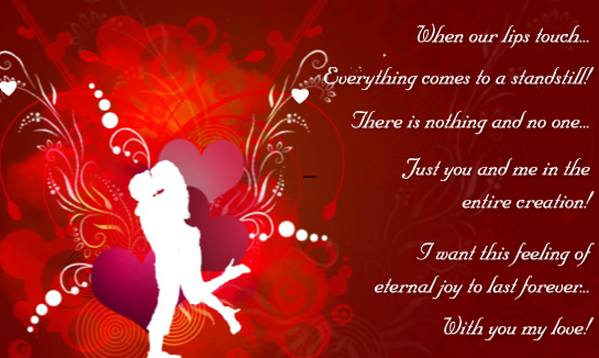 When our lips touch...
Everything comes to a standstill!
There is nothing and no one...
Just you and me in the
entire creation!
I want this feeling of
eternal joy to last forever...
With you my love!